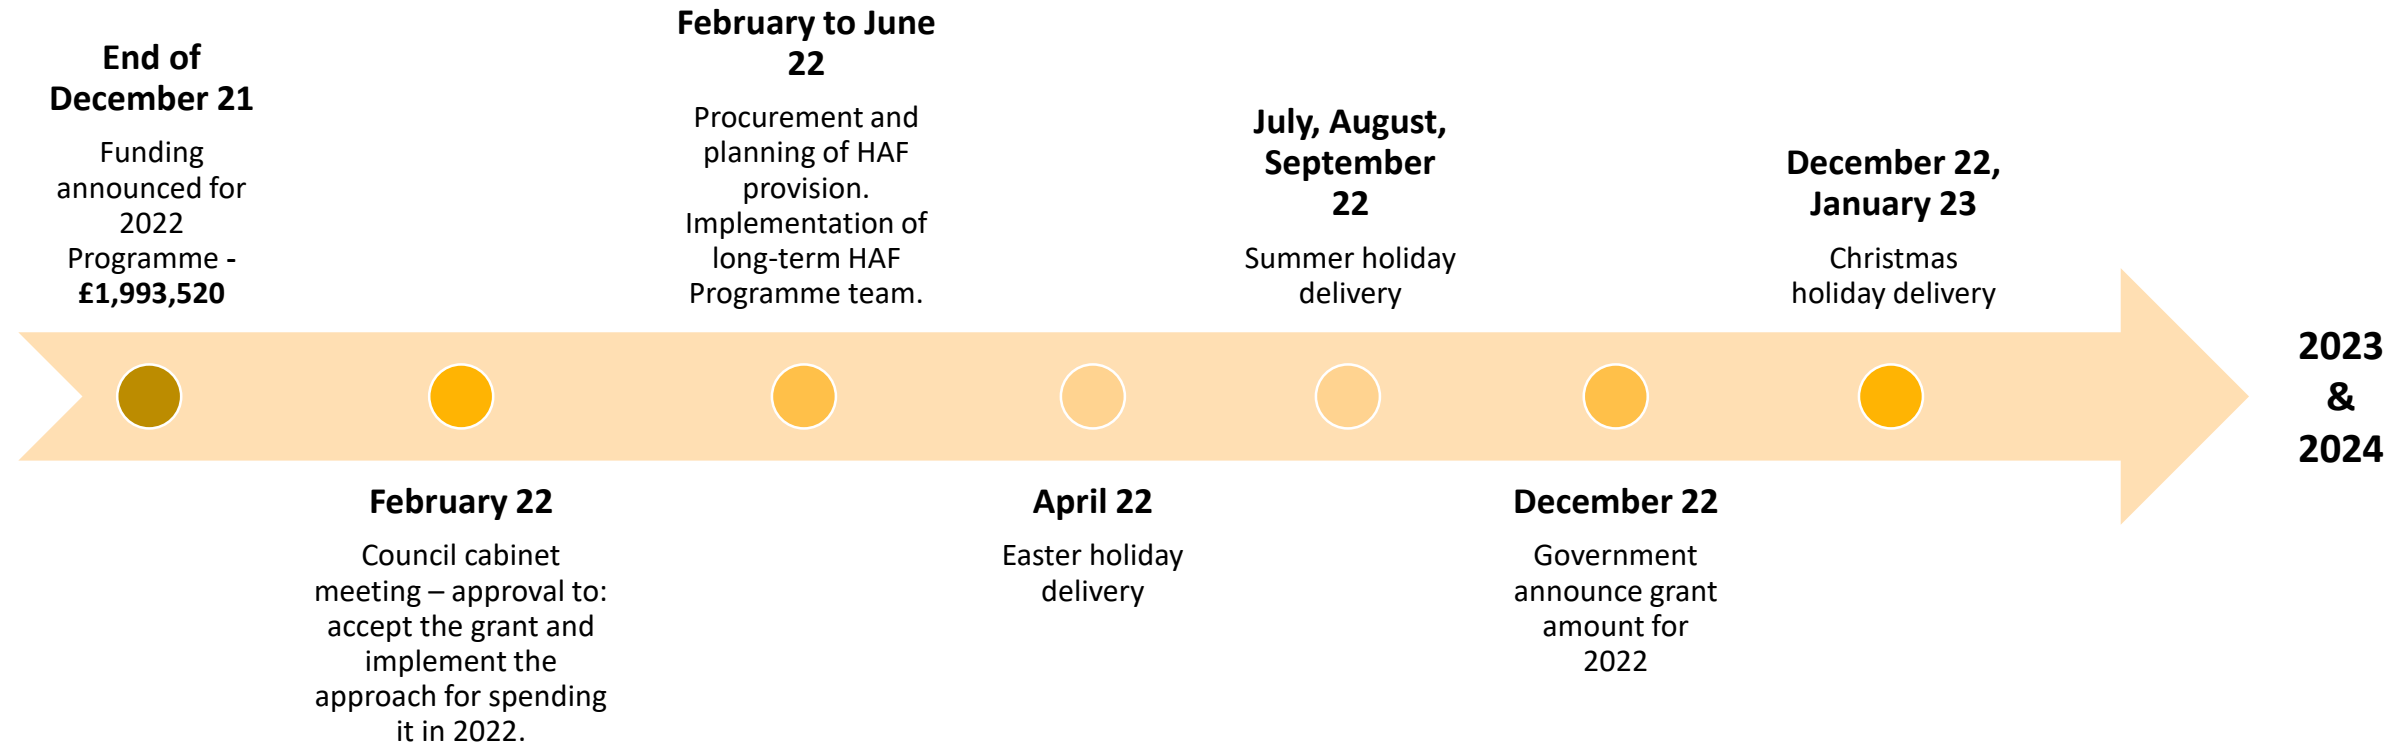 End of
December 21
Funding
announced for
2022
Programme -
£1,993,520
February 22
Council cabinet
meeting – approval to:
accept the grant and
implement the
approach for spending
it in 2022.
February to June
22
Procurement and
planning of HAF
provision.
Implementation of
long-term HAF
Programme team.
April 22
Easter holiday
delivery
July, August,
September
22
Summer holiday
delivery
December 22
Government
announce grant
amount for
2022
December 22,
January 23
Christmas
holiday delivery
2023
&
2024